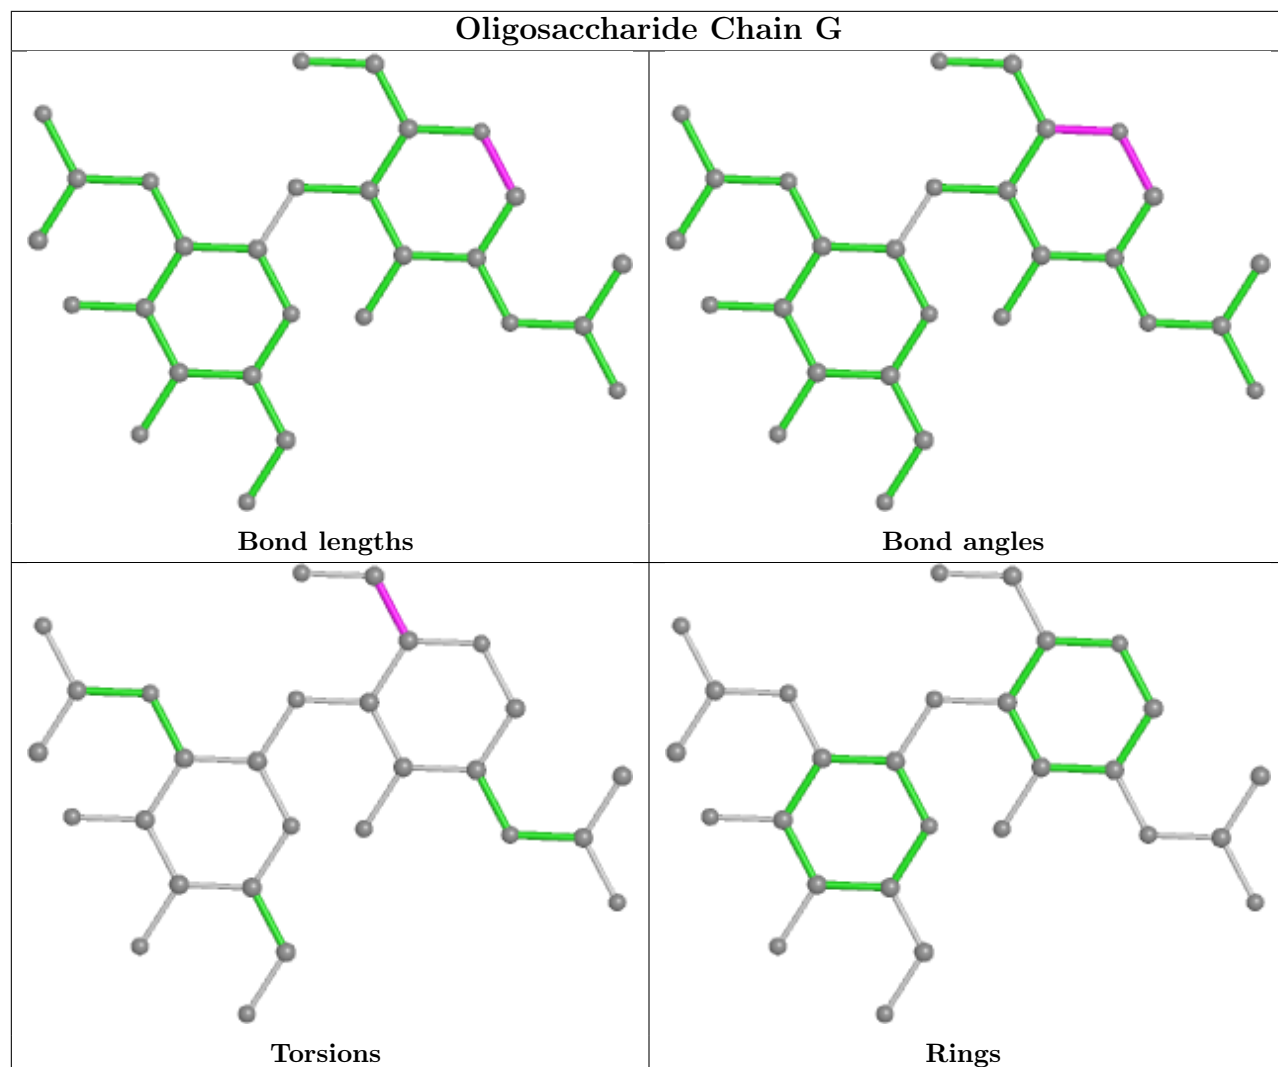 Oligosaccharide Chain G
Bond lengths
Bond angles
Torsions
Rings